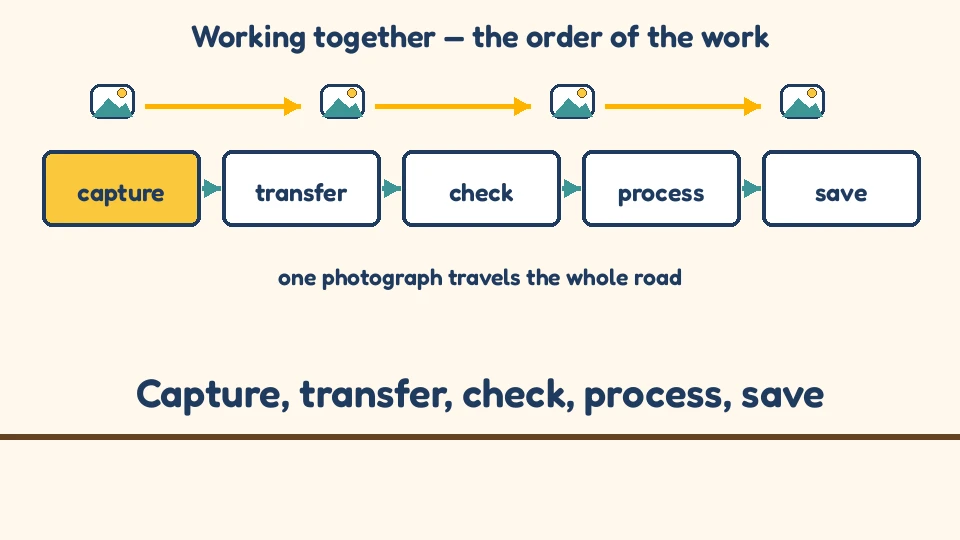 Working together — the order of the work
capture
transfer
check
process
save
one photograph travels the whole road
Capture, transfer, check, process, save